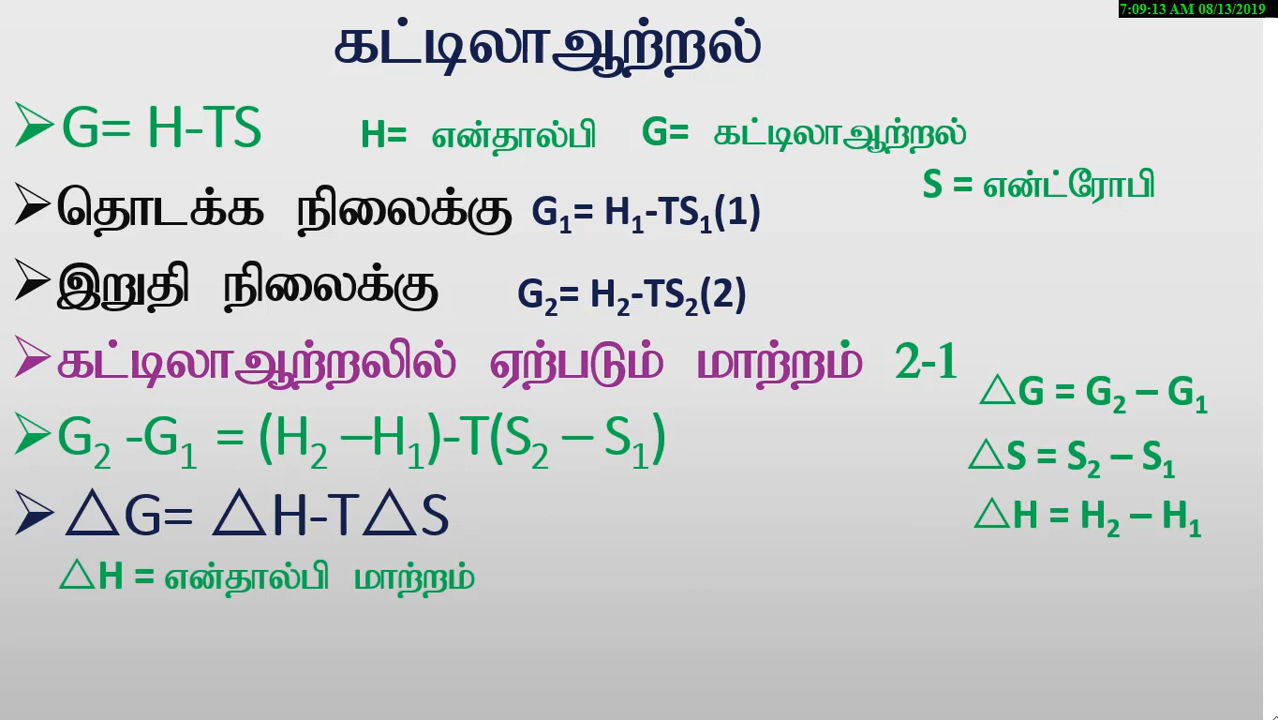 7:09:13 AM 08/13/2019
கட்டிலாஆற்றல்
➢G= H-TS H= என்தால்பி G= கட்டிலாஆற்றல்
S = என்ட்ரோபி
➢தொடக்க நிலைக்கு G₁= H₁-TS₁(1)
➢இறுதி நிலைக்கு G₂= H₂-TS₂(2)
➢கட்டிலாஆற்றலில் ஏற்படும் மாற்றம் 2-1
△G = G₂ – G₁
➢G₂ -G₁ = (H₂ –H₁)-T(S₂ – S₁)
△S = S₂ – S₁
➢△G= △H-T△S
△H = H₂ – H₁
△H = என்தால்பி மாற்றம்